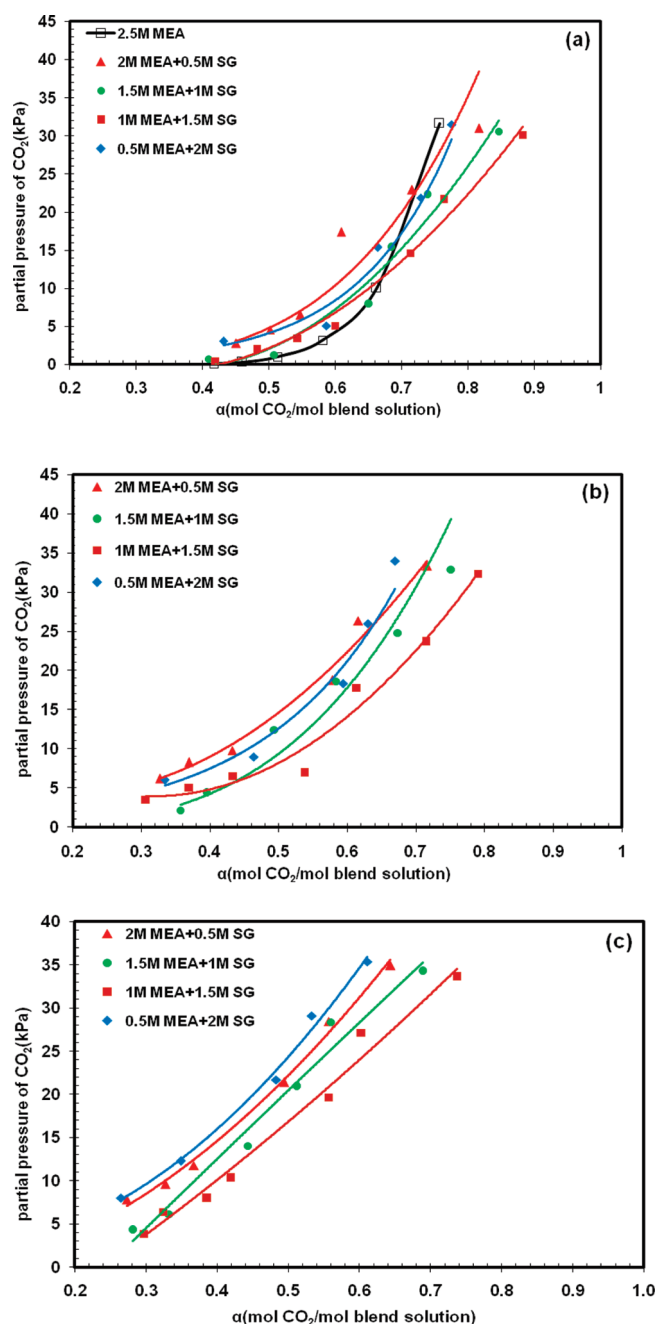 45
40
35
30
25
20
15
10
5
0
partial pressure of CO₂(kPa)
2.5M MEA
2M MEA+0.5M SG
1.5M MEA+1M SG
1M MEA+1.5M SG
0.5M MEA+2M SG
(a)
0.2 0.3 0.4 0.5 0.6 0.7 0.8 0.9 1
α(mol CO₂/mol blend solution)
45
40
35
30
25
20
15
10
5
0
partial pressure of CO₂(kPa)
2M MEA+0.5M SG
1.5M MEA+1M SG
1M MEA+1.5M SG
0.5M MEA+2M SG
(b)
0.2 0.3 0.4 0.5 0.6 0.7 0.8 0.9 1
α(mol CO₂/mol blend solution)
40
35
30
25
20
15
10
5
0
partial pressure of CO₂(kPa)
2M MEA+0.5M SG
1.5M MEA+1M SG
1M MEA+1.5M SG
0.5M MEA+2M SG
(c)
0.2 0.3 0.4 0.5 0.6 0.7 0.8 0.9 1.0
α(mol CO₂/mol blend solution)